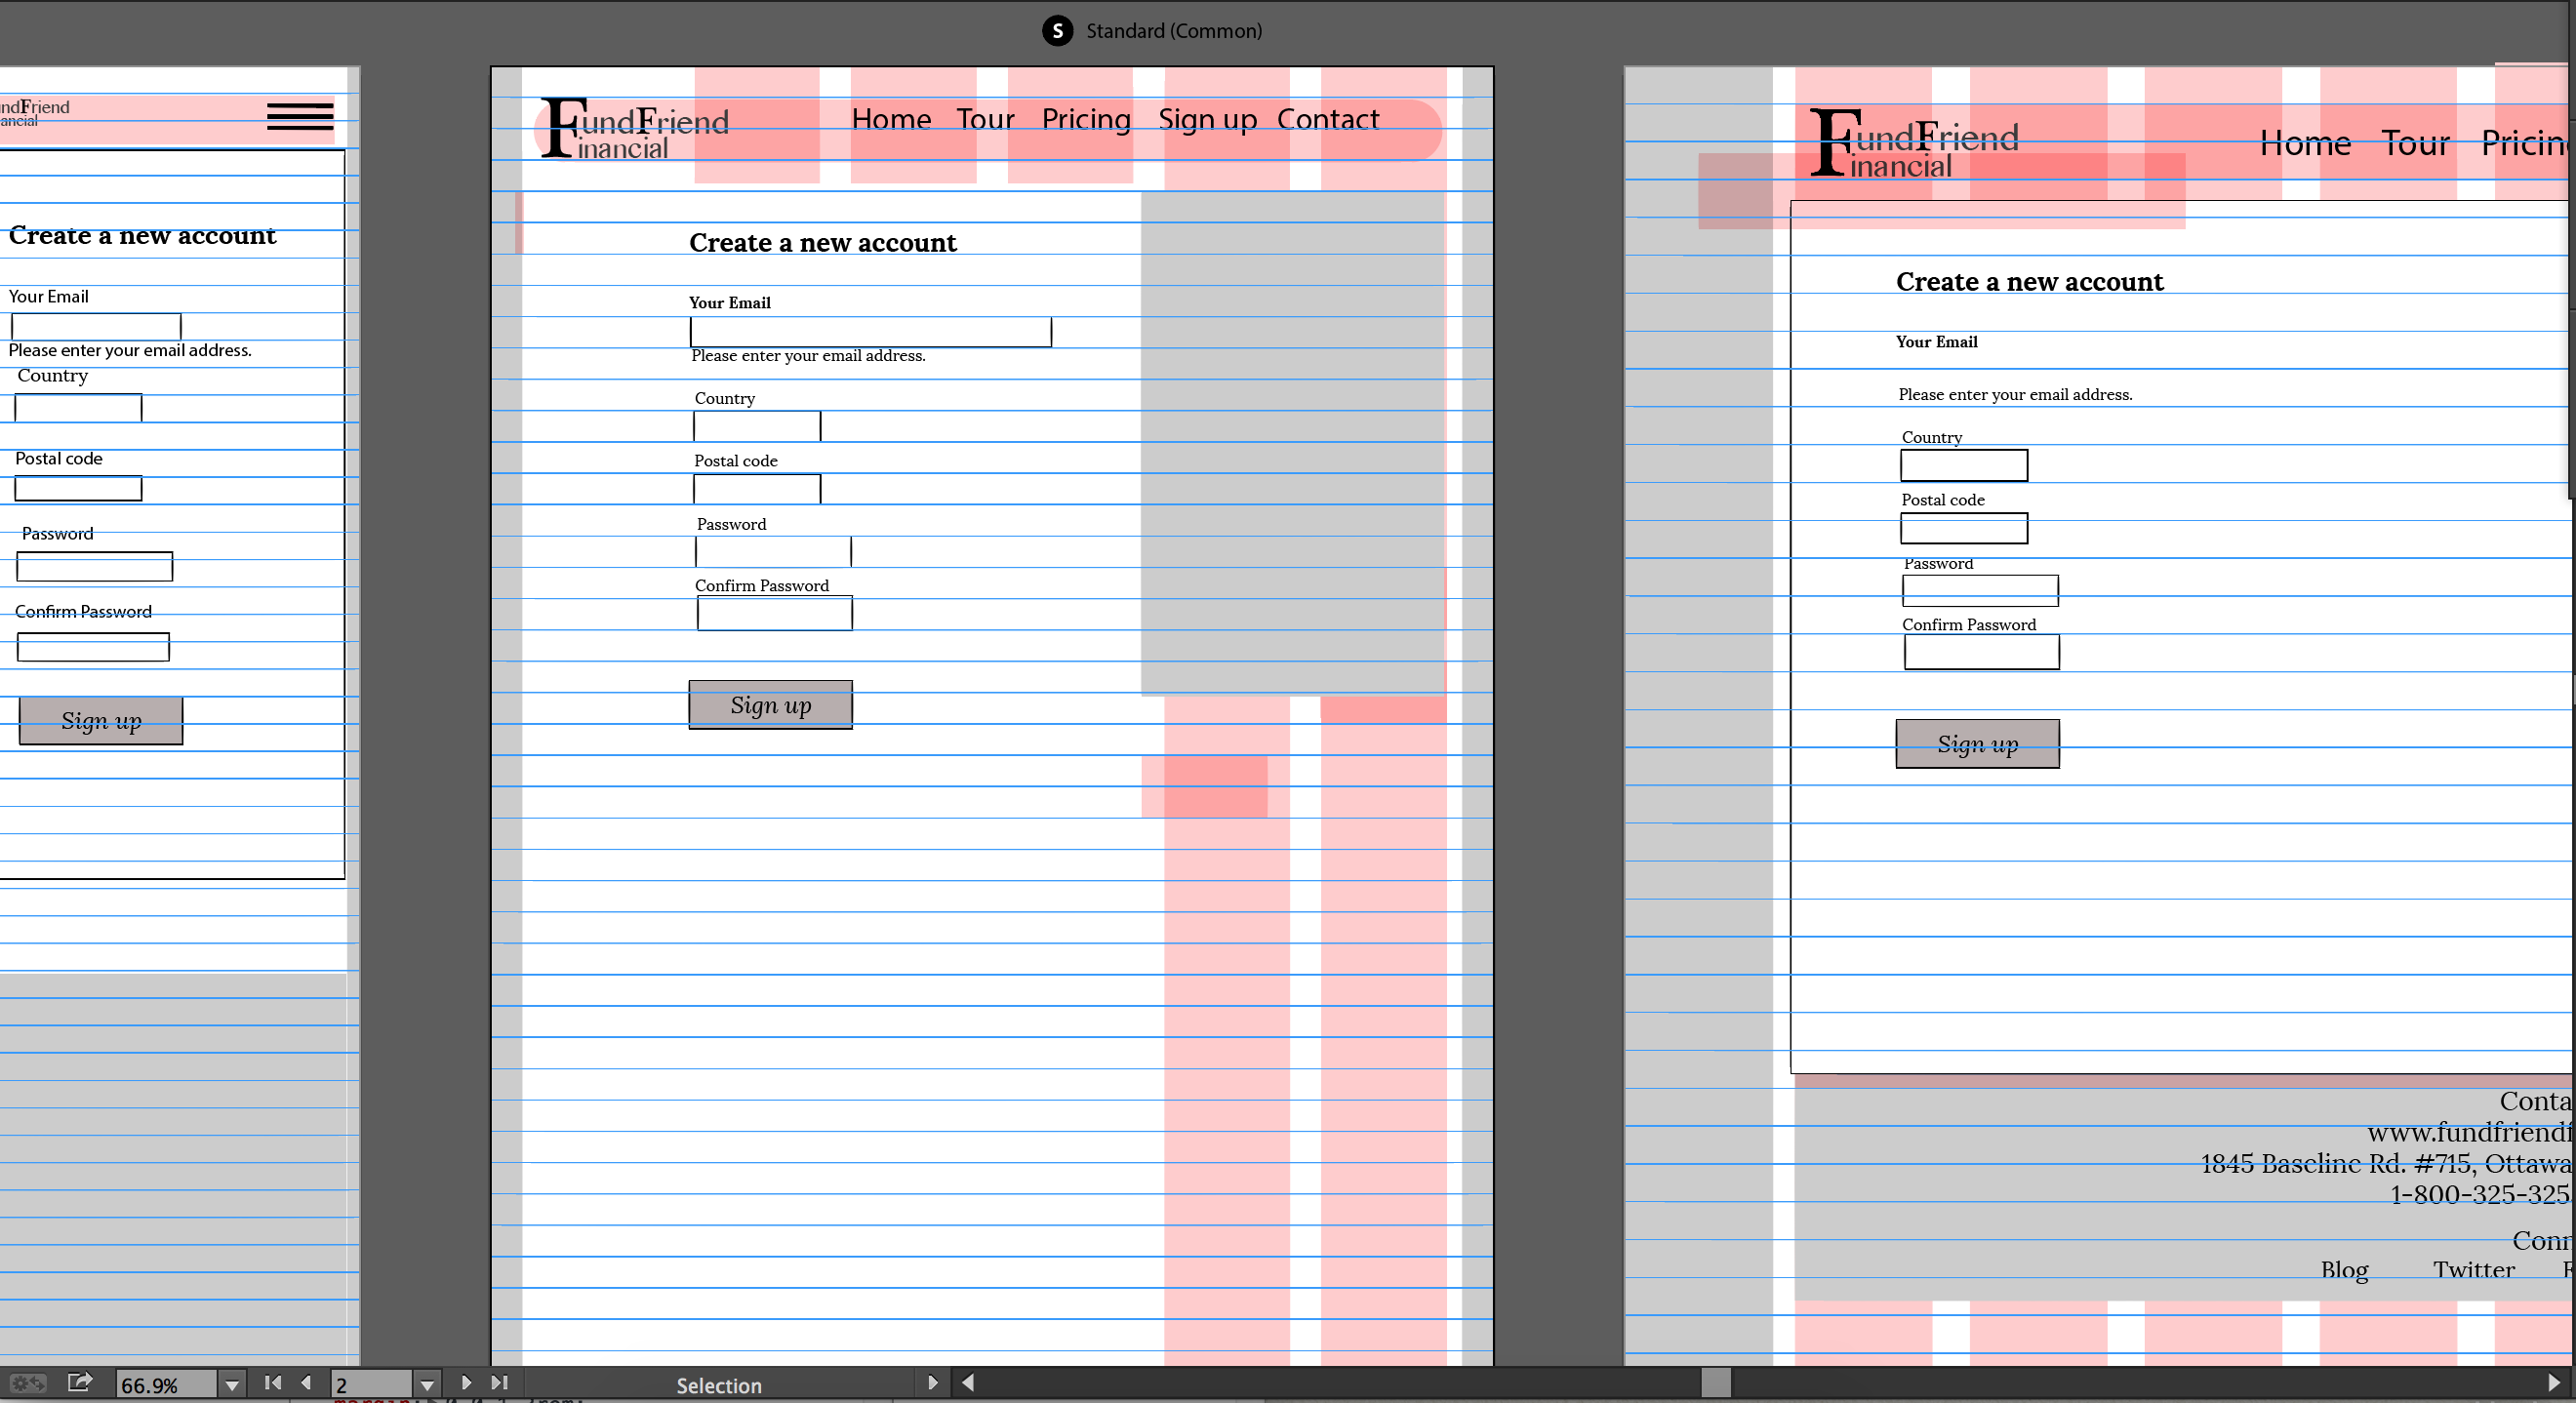 S Standard (Common)
undFriend
ancial
Create a new account
Your Email
Please enter your email address.
Country
Postal code
Password
Confirm Password
Sign up
FundFriend
Financial
Home Tour Pricing Sign up Contact
Create a new account
Your Email
Please enter your email address.
Country
Postal code
Password
Confirm Password
Sign up
FundFriend
Financial
Home Tour Pricin
Create a new account
Your Email
Please enter your email address.
Country
Postal code
Password
Confirm Password
Sign up
Conta
www.fundfriendf
1845 Baseline Rd. #715, Ottawa
1-800-325-325
Conn
Blog Twitter F
66.9% 2 Selection